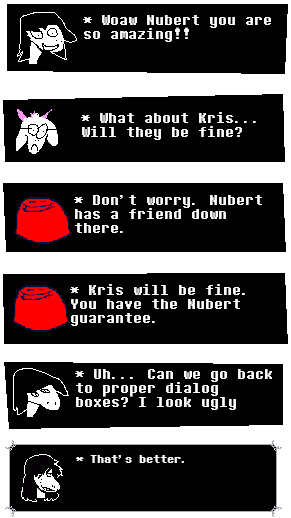 * Woaw Nubert you are
so amazing!!
* What about Kris...
Will they be fine?
* Don't worry. Nubert
has a friend down
there.
* Kris will be fine.
You have the Nubert
guarantee.
* Uh... Can we go back
to proper dialog
boxes? I look ugly
* That's better.